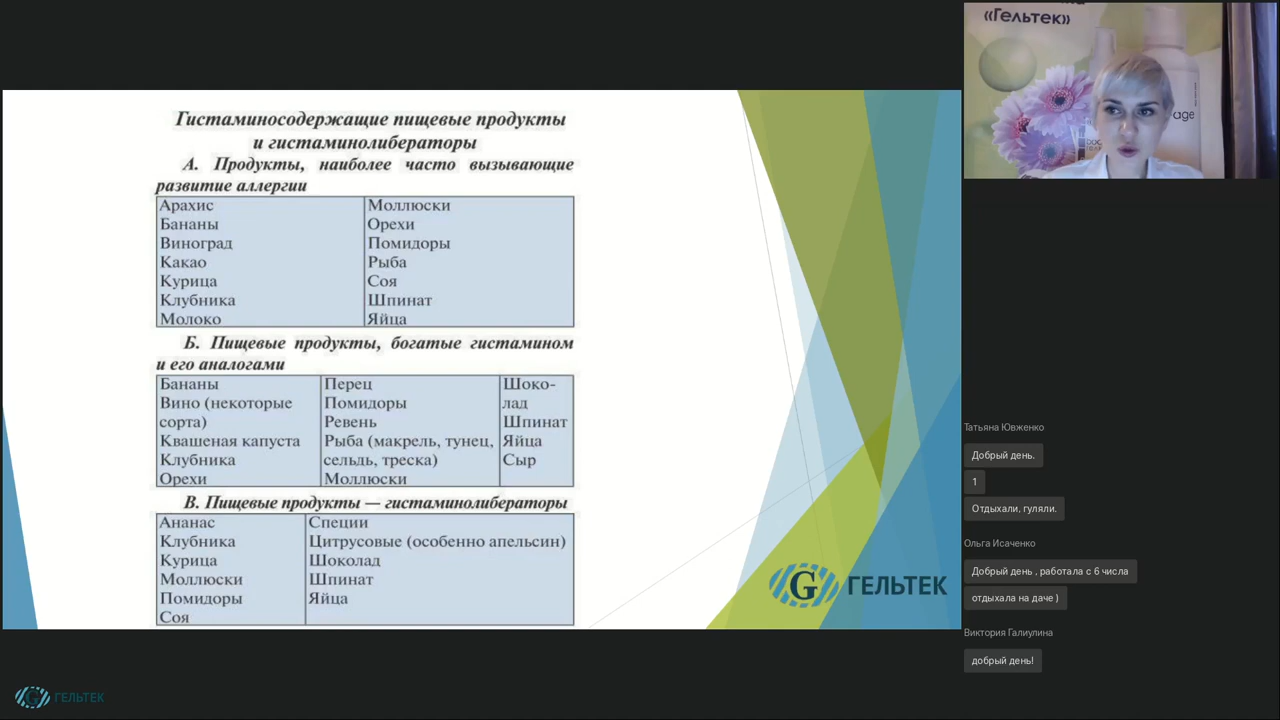 Гистаминосодержащие пищевые продукты
и гистаминолибераторы
А. Продукты, наиболее часто вызывающие
развитие аллергии
Арахис
Бананы
Виноград
Какао
Курица
Клубника
Молоко
Моллюски
Орехи
Помидоры
Рыба
Соя
Шпинат
Яйца
Б. Пищевые продукты, богатые гистамином
и его аналогами
Бананы
Вино (некоторые
сорта)
Квашеная капуста
Клубника
Орехи
Перец
Помидоры
Ревень
Рыба (макрель, тунец,
сельдь, треска)
Моллюски
Шоко-
лад
Шпинат
Яйца
Сыр
В. Пищевые продукты — гистаминолибераторы
Ананас
Клубника
Курица
Моллюски
Помидоры
Соя
Специи
Цитрусовые (особенно апельсин)
Шоколад
Шпинат
Яйца
G ГЕЛЬТЕК
G ГЕЛЬТЕК
«Гельтек»
age
Татьяна Ювженко
Добрый день.
1
Отдыхали, гуляли.
Ольга Исаченко
Добрый день , работала с 6 числа
отдыхала на даче )
Виктория Галиулина
добрый день!